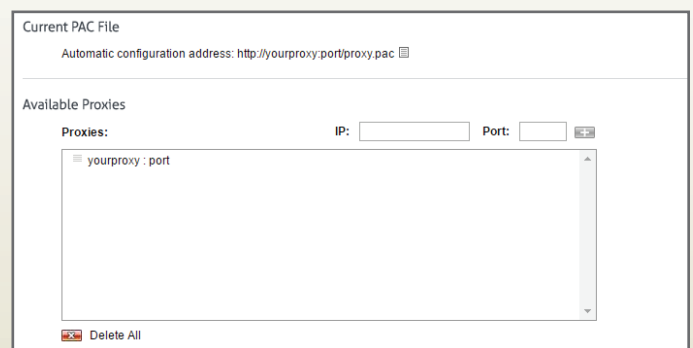 Current PAC File
Automatic configuration address: http://yourproxy:port/proxy.pac
Available Proxies
Proxies: IP: Port:
yourproxy : port
Delete All